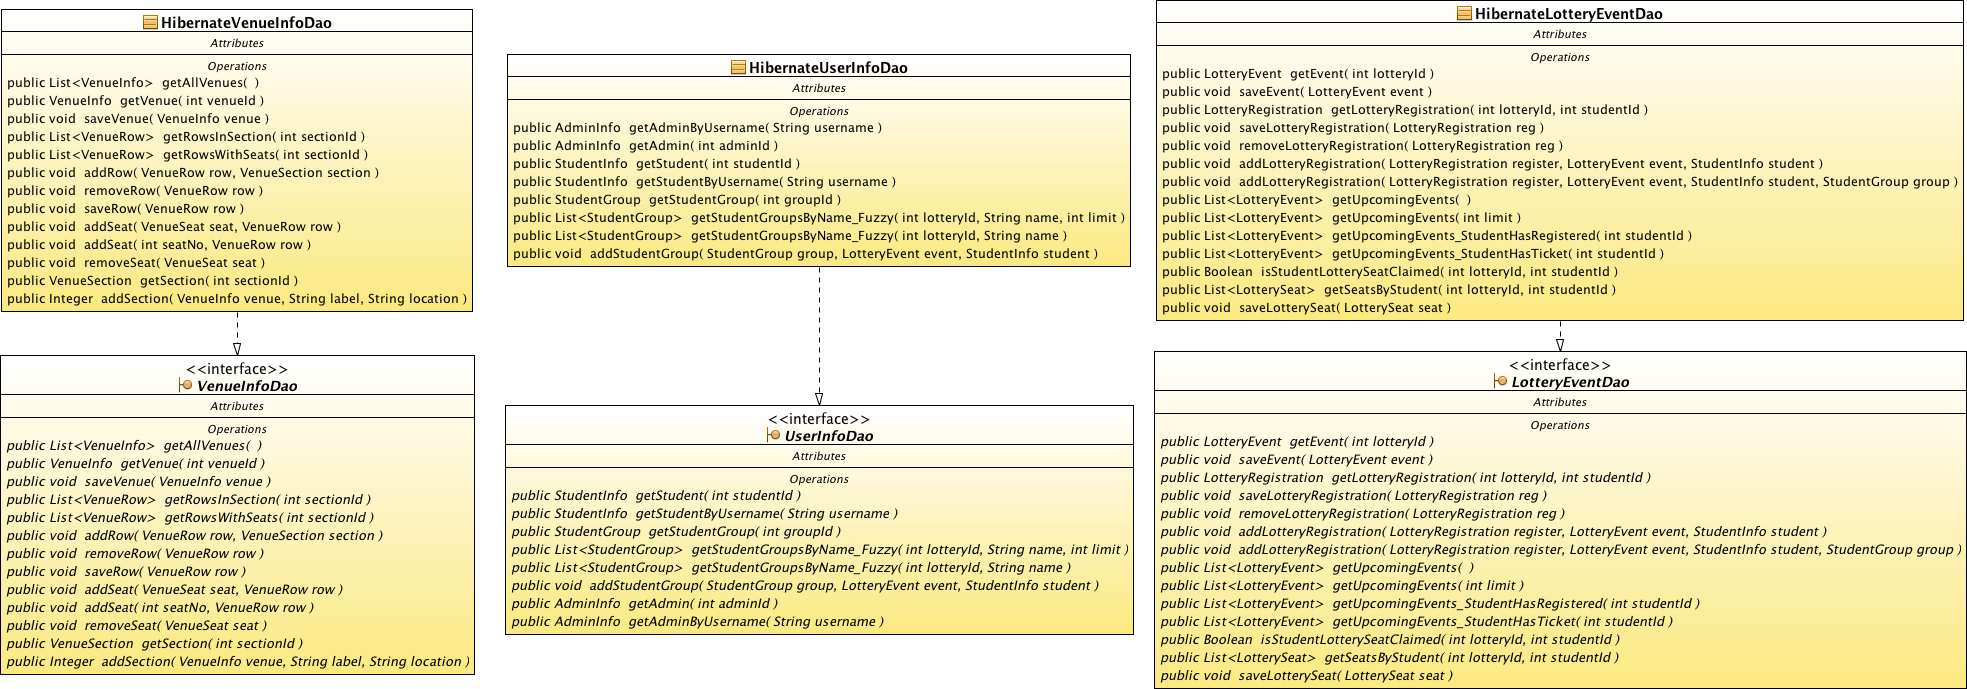 HibernateVenueInfoDao
Attributes
Operations
public List<VenueInfo> getAllVenues( )
public VenueInfo getVenue( int venueId )
public void saveVenue( VenueInfo venue )
public List<VenueRow> getRowsInSection( int sectionId )
public List<VenueRow> getRowsWithSeats( int sectionId )
public void addRow( VenueRow row, VenueSection section )
public void removeRow( VenueRow row )
public void saveRow( VenueRow row )
public void addSeat( VenueSeat seat, VenueRow row )
public void addSeat( int seatNo, VenueRow row )
public void removeSeat( VenueSeat seat )
public VenueSection getSection( int sectionId )
public Integer addSection( VenueInfo venue, String label, String location )
<<interface>>
VenueInfoDao
Attributes
Operations
public List<VenueInfo> getAllVenues( )
public VenueInfo getVenue( int venueId )
public void saveVenue( VenueInfo venue )
public List<VenueRow> getRowsInSection( int sectionId )
public List<VenueRow> getRowsWithSeats( int sectionId )
public void addRow( VenueRow row, VenueSection section )
public void removeRow( VenueRow row )
public void saveRow( VenueRow row )
public void addSeat( VenueSeat seat, VenueRow row )
public void addSeat( int seatNo, VenueRow row )
public void removeSeat( VenueSeat seat )
public VenueSection getSection( int sectionId )
public Integer addSection( VenueInfo venue, String label, String location )
HibernateUserInfoDao
Attributes
Operations
public AdminInfo getAdminByUsername( String username )
public AdminInfo getAdmin( int adminId )
public StudentInfo getStudent( int studentId )
public StudentInfo getStudentByUsername( String username )
public StudentGroup getStudentGroup( int groupId )
public List<StudentGroup> getStudentGroupsByName_Fuzzy( int lotteryId, String name, int limit )
public List<StudentGroup> getStudentGroupsByName_Fuzzy( int lotteryId, String name )
public void addStudentGroup( StudentGroup group, LotteryEvent event, StudentInfo student )
<<interface>>
UserInfoDao
Attributes
Operations
public StudentInfo getStudent( int studentId )
public StudentInfo getStudentByUsername( String username )
public StudentGroup getStudentGroup( int groupId )
public List<StudentGroup> getStudentGroupsByName_Fuzzy( int lotteryId, String name, int limit )
public List<StudentGroup> getStudentGroupsByName_Fuzzy( int lotteryId, String name )
public void addStudentGroup( StudentGroup group, LotteryEvent event, StudentInfo student )
public AdminInfo getAdmin( int adminId )
public AdminInfo getAdminByUsername( String username )
HibernateLotteryEventDao
Attributes
Operations
public LotteryEvent getEvent( int lotteryId )
public void saveEvent( LotteryEvent event )
public LotteryRegistration getLotteryRegistration( int lotteryId, int studentId )
public void saveLotteryRegistration( LotteryRegistration reg )
public void removeLotteryRegistration( LotteryRegistration reg )
public void addLotteryRegistration( LotteryRegistration register, LotteryEvent event, StudentInfo student )
public void addLotteryRegistration( LotteryRegistration register, LotteryEvent event, StudentInfo student, StudentGroup group )
public List<LotteryEvent> getUpcomingEvents( )
public List<LotteryEvent> getUpcomingEvents( int limit )
public List<LotteryEvent> getUpcomingEvents_StudentHasRegistered( int studentId )
public List<LotteryEvent> getUpcomingEvents_StudentHasTicket( int studentId )
public Boolean isStudentLotterySeatClaimed( int lotteryId, int studentId )
public List<LotterySeat> getSeatsByStudent( int lotteryId, int studentId )
public void saveLotterySeat( LotterySeat seat )
<<interface>>
LotteryEventDao
Attributes
Operations
public LotteryEvent getEvent( int lotteryId )
public void saveEvent( LotteryEvent event )
public LotteryRegistration getLotteryRegistration( int lotteryId, int studentId )
public void saveLotteryRegistration( LotteryRegistration reg )
public void removeLotteryRegistration( LotteryRegistration reg )
public void addLotteryRegistration( LotteryRegistration register, LotteryEvent event, StudentInfo student )
public void addLotteryRegistration( LotteryRegistration register, LotteryEvent event, StudentInfo student, StudentGroup group )
public List<LotteryEvent> getUpcomingEvents( )
public List<LotteryEvent> getUpcomingEvents( int limit )
public List<LotteryEvent> getUpcomingEvents_StudentHasRegistered( int studentId )
public List<LotteryEvent> getUpcomingEvents_StudentHasTicket( int studentId )
public Boolean isStudentLotterySeatClaimed( int lotteryId, int studentId )
public List<LotterySeat> getSeatsByStudent( int lotteryId, int studentId )
public void saveLotterySeat( LotterySeat seat )